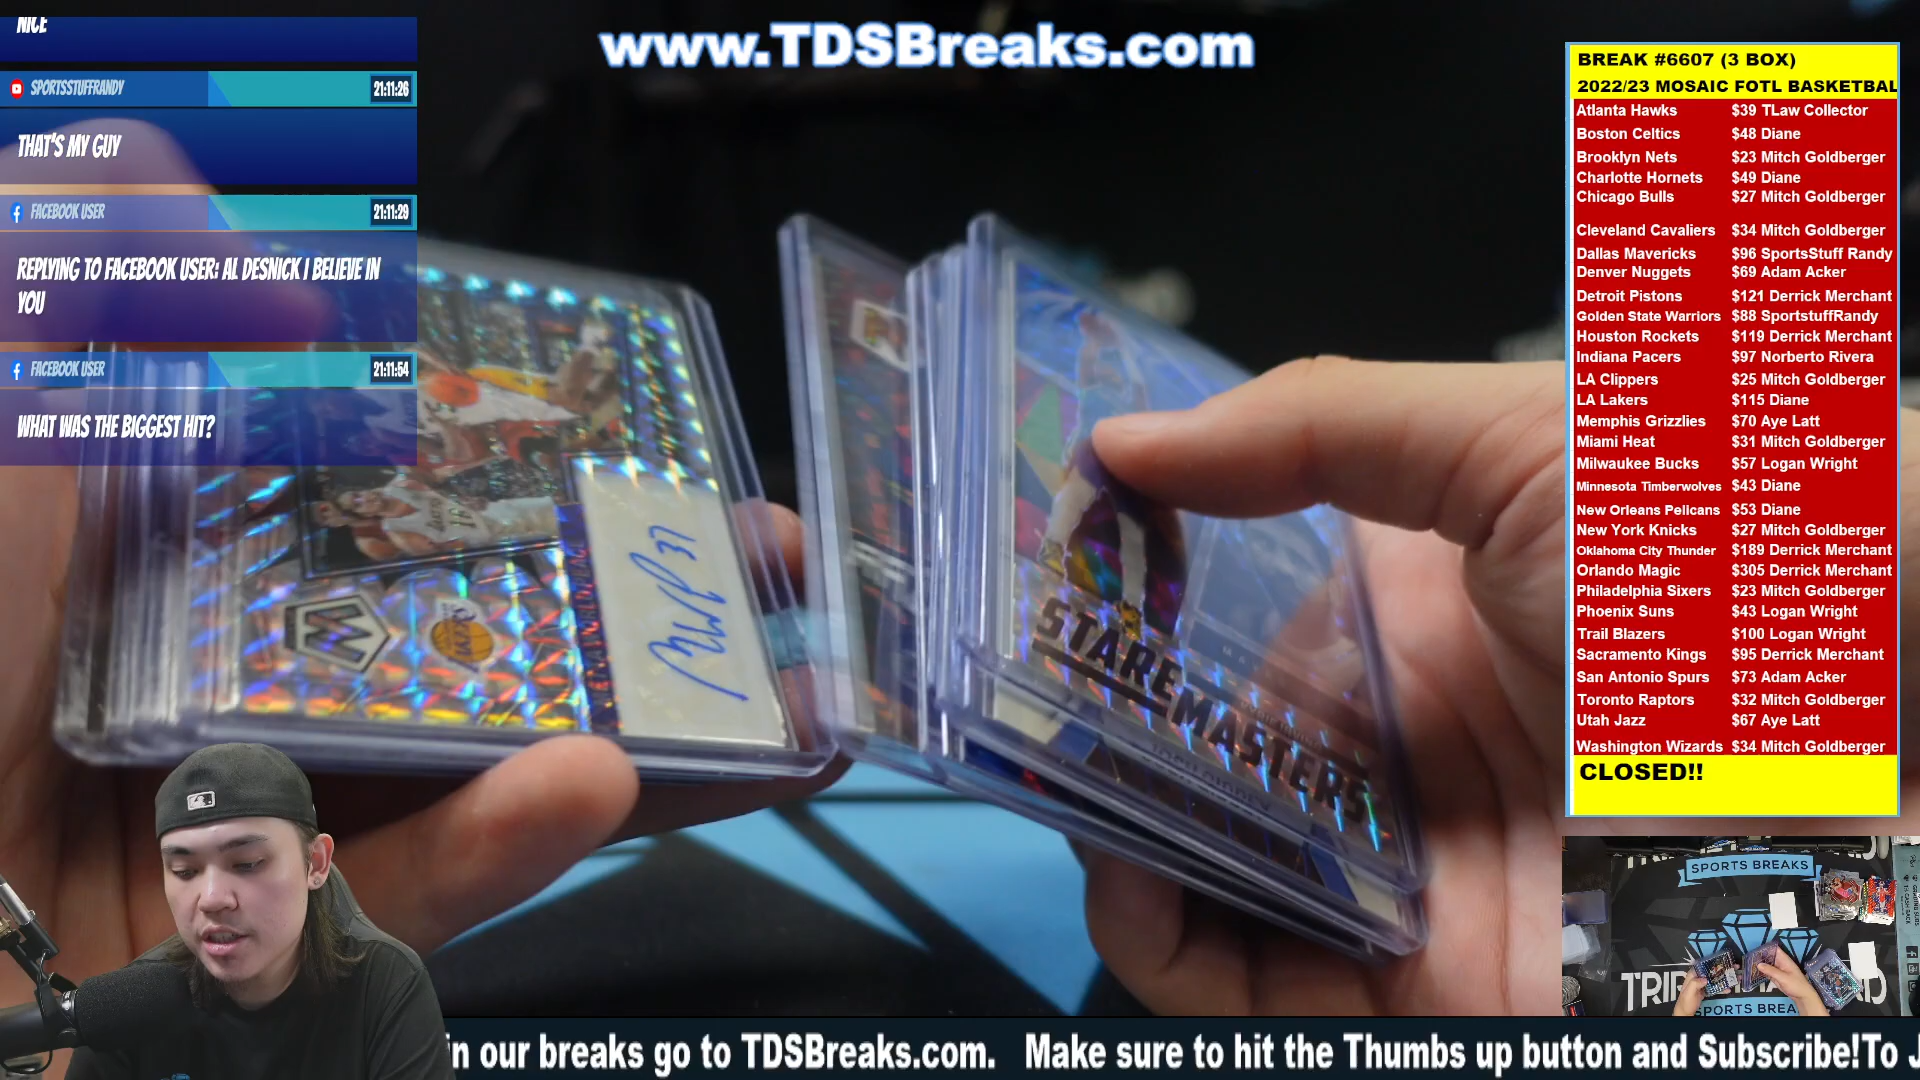 NICE
SPORTSSTUFFRANDY 21:11:26
THAT'S MY GUY
FACEBOOK USER 21:11:29
REPLYING TO FACEBOOK USER: AL DESNICK I BELIEVE IN
YOU
FACEBOOK USER 21:11:54
WHAT WAS THE BIGGEST HIT?
www.TDSBreaks.com
STAREMASTERS
37
BREAK #6607 (3 BOX)
2022/23 MOSAIC FOTL BASKETBAL
Atlanta Hawks $39 TLaw Collector
Boston Celtics $48 Diane
Brooklyn Nets $23 Mitch Goldberger
Charlotte Hornets $49 Diane
Chicago Bulls $27 Mitch Goldberger
Cleveland Cavaliers $34 Mitch Goldberger
Dallas Mavericks $96 SportsStuff Randy
Denver Nuggets $69 Adam Acker
Detroit Pistons $121 Derrick Merchant
Golden State Warriors $88 SportstuffRandy
Houston Rockets $119 Derrick Merchant
Indiana Pacers $97 Norberto Rivera
LA Clippers $25 Mitch Goldberger
LA Lakers $115 Diane
Memphis Grizzlies $70 Aye Latt
Miami Heat $31 Mitch Goldberger
Milwaukee Bucks $57 Logan Wright
Minnesota Timberwolves $43 Diane
New Orleans Pelicans $53 Diane
New York Knicks $27 Mitch Goldberger
Oklahoma City Thunder $189 Derrick Merchant
Orlando Magic $305 Derrick Merchant
Philadelphia Sixers $23 Mitch Goldberger
Phoenix Suns $43 Logan Wright
Trail Blazers $100 Logan Wright
Sacramento Kings $95 Derrick Merchant
San Antonio Spurs $73 Adam Acker
Toronto Raptors $32 Mitch Goldberger
Utah Jazz $67 Aye Latt
Washington Wizards $34 Mitch Goldberger
CLOSED!!
SPORTS BREAKS
SPORTS BREA
in our breaks go to TDSBreaks.com. Make sure to hit the Thumbs up button and Subscribe!To J